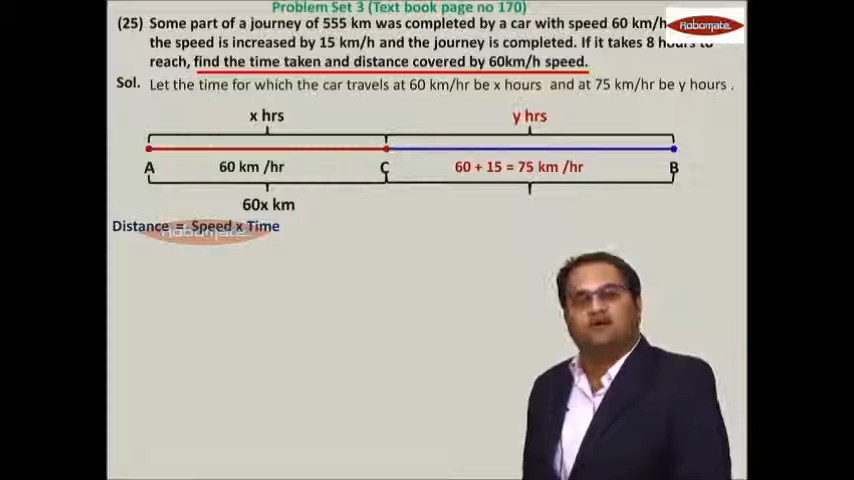 Problem Set 3 (Text book page no 170)
Robomate.
(25) Some part of a journey of 555 km was completed by a car with speed 60 km/h
the speed is increased by 15 km/h and the journey is completed. If it takes 8 hours to
reach, find the time taken and distance covered by 60km/h speed.
Sol. Let the time for which the car travels at 60 km/hr be x hours and at 75 km/hr be y hours .
x hrs y hrs
A 60 km /hr C 60 + 15 = 75 km /hr B
60x km
Distance = Speed x Time
Robomate